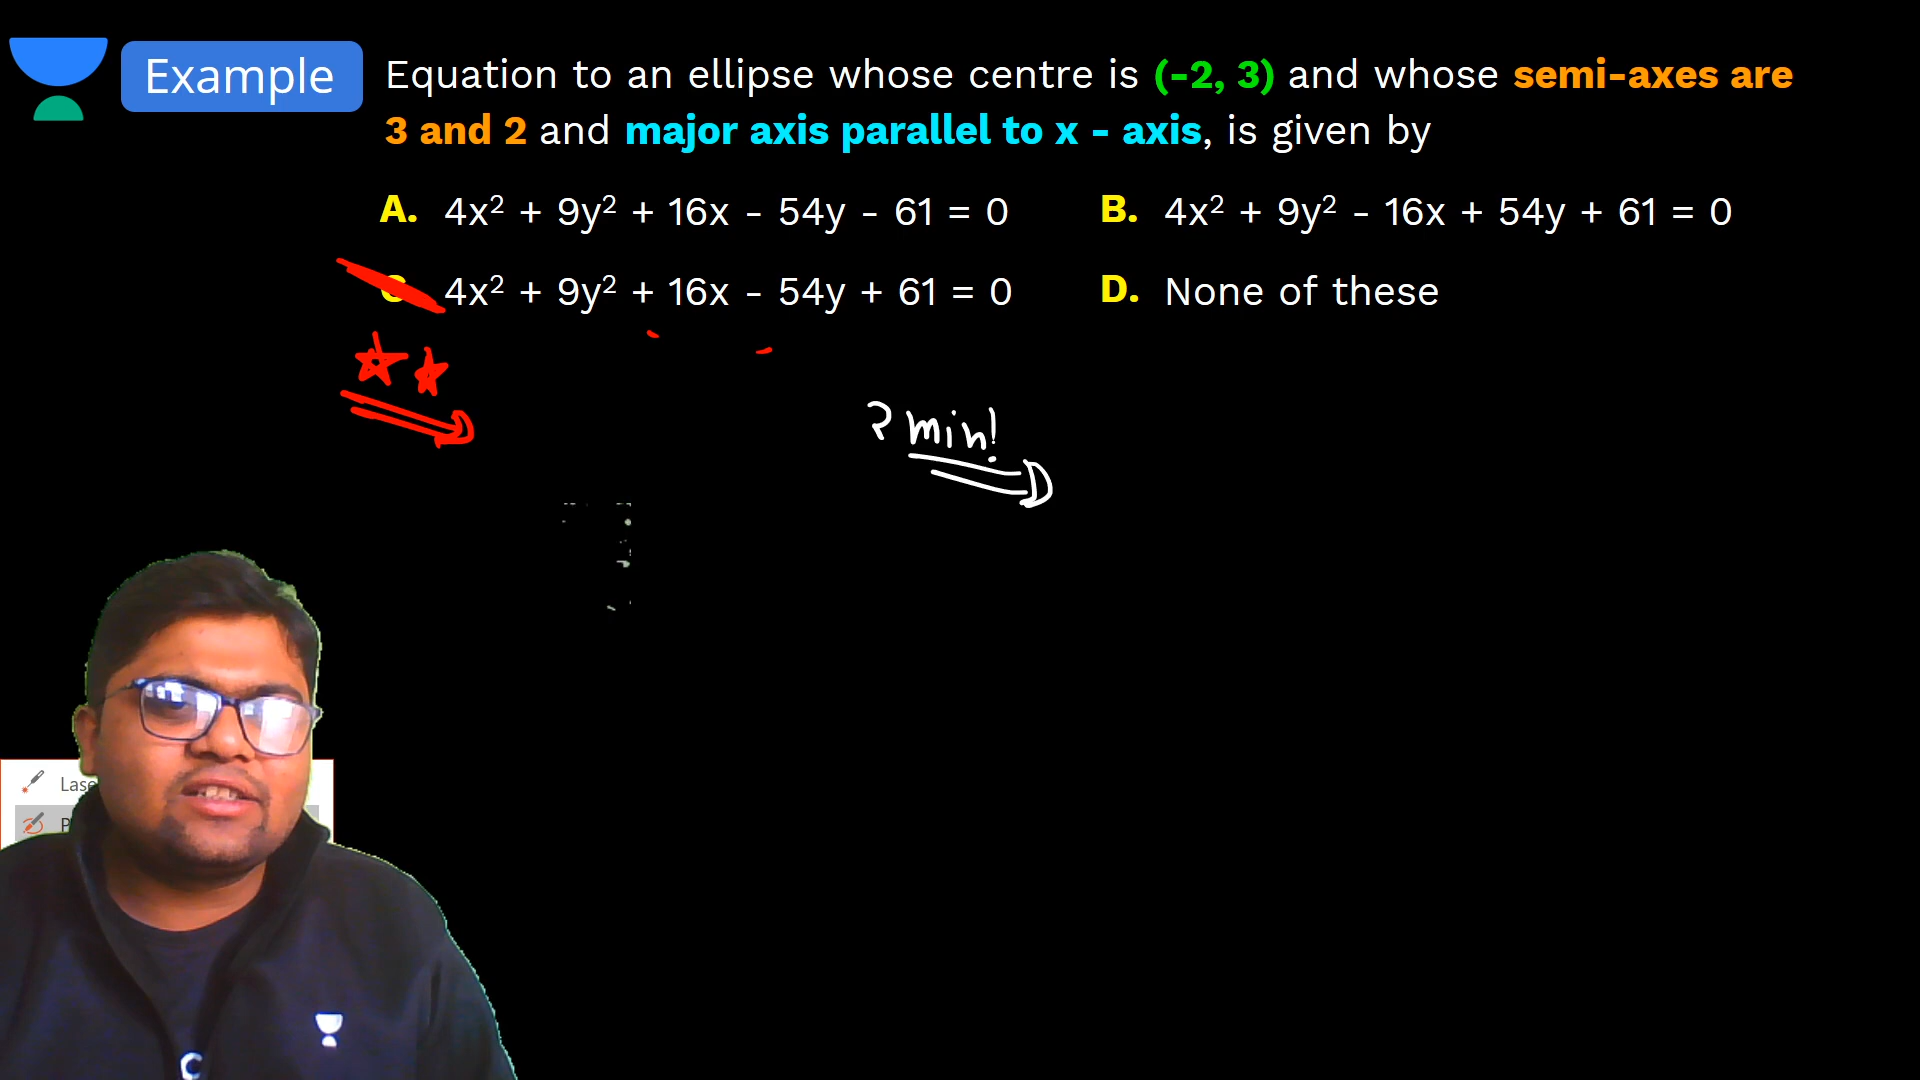 Example
Equation to an ellipse whose centre is (-2, 3) and whose semi-axes are
3 and 2 and major axis parallel to x - axis, is given by
A. 4x² + 9y² + 16x - 54y - 61 = 0
B. 4x² + 9y² - 16x + 54y + 61 = 0
C. 4x² + 9y² + 16x - 54y + 61 = 0
D. None of these
2 min!